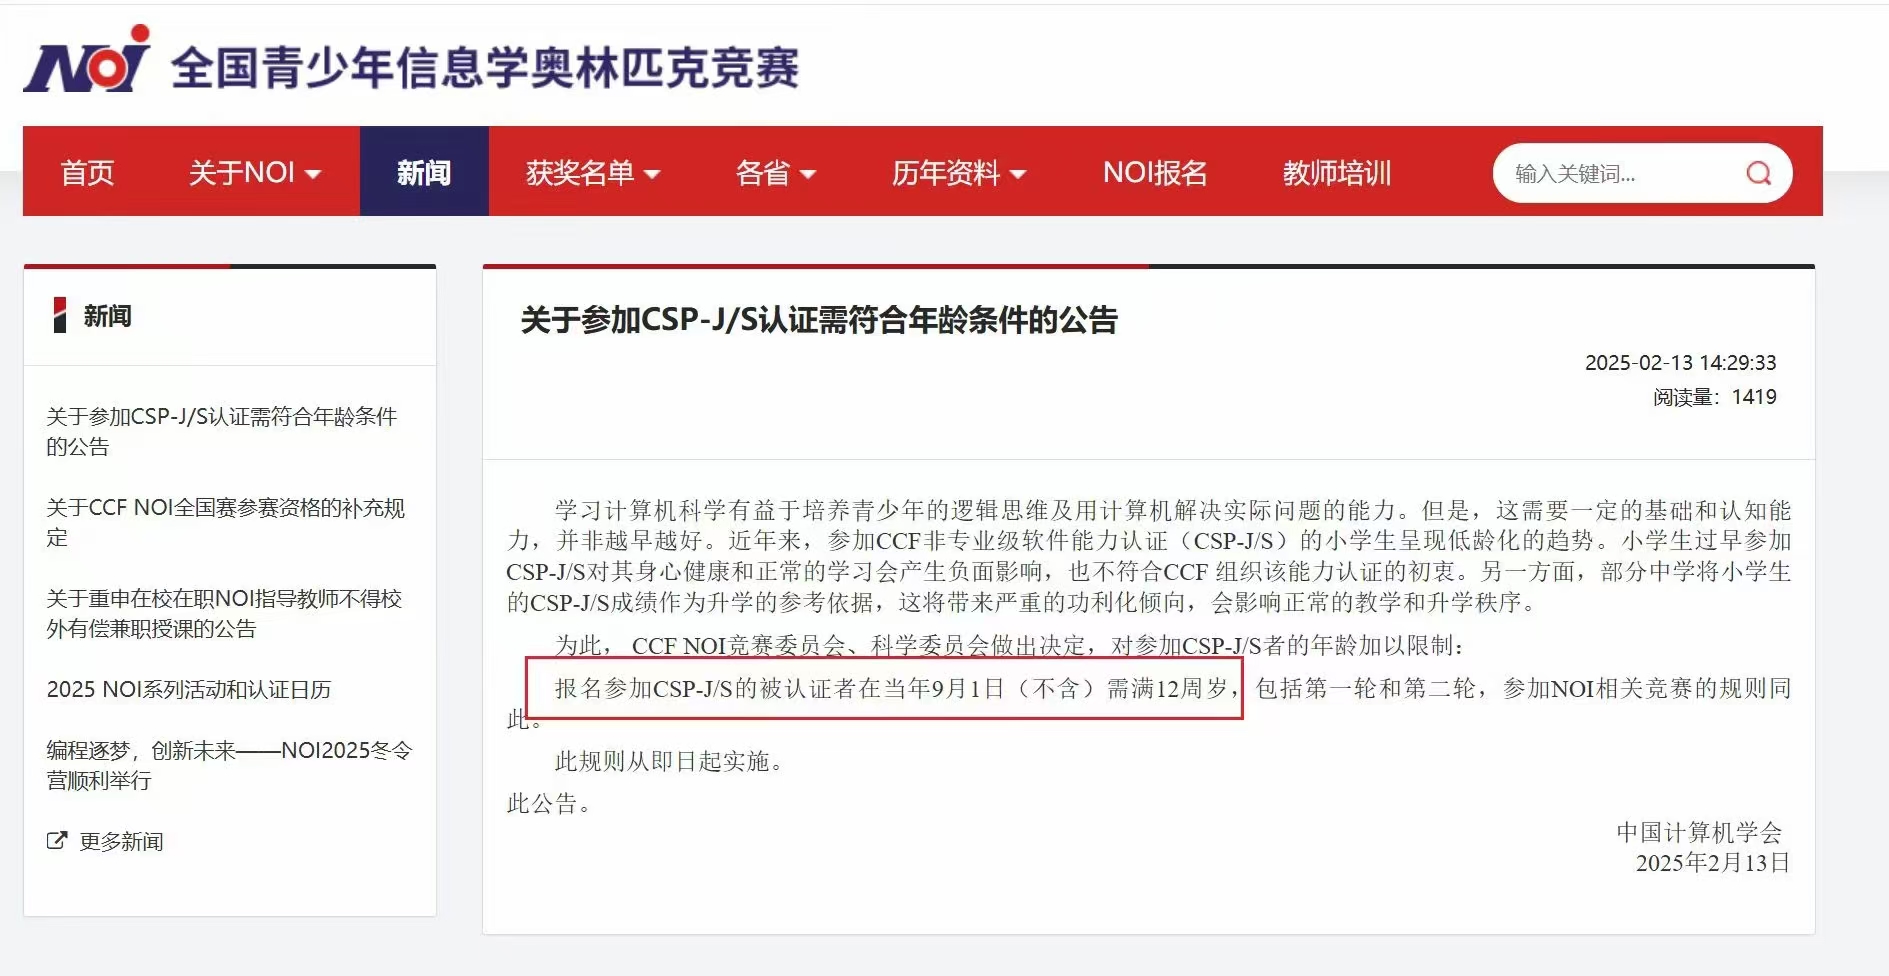 NOI 全国青少年信息学奥林匹克竞赛
首页 关于NOI 新闻 获奖名单 各省 历年资料 NOI报名 教师培训 输入关键词...
新闻
关于参加CSP-J/S认证需符合年龄条件
的公告
关于CCF NOI全国赛参赛资格的补充规
定
关于重申在校在职NOI指导教师不得校
外有偿兼职授课的公告
2025 NOI系列活动和认证日历
编程逐梦，创新未来——NOI2025冬令
营顺利举行
更多新闻
关于参加CSP-J/S认证需符合年龄条件的公告
2025-02-13 14:29:33
阅读量：1419
学习计算机科学有益于培养青少年的逻辑思维及用计算机解决实际问题的能力。但是，这需要一定的基础和认知能
力，并非越早越好。近年来，参加CCF非专业级软件能力认证（CSP-J/S）的小学生呈现低龄化的趋势。小学生过早参加
CSP-J/S对其身心健康和正常的学习会产生负面影响，也不符合CCF 组织该能力认证的初衷。另一方面，部分中学将小学生
的CSP-J/S成绩作为升学的参考依据，这将带来严重的功利化倾向，会影响正常的教学和升学秩序。
为此， CCF NOI竞赛委员会、科学委员会做出决定，对参加CSP-J/S者的年龄加以限制：
报名参加CSP-J/S的被认证者在当年9月1日（不含）需满12周岁，包括第一轮和第二轮，参加NOI相关竞赛的规则同
此。
此规则从即日起实施。
此公告。
中国计算机学会
2025年2月13日